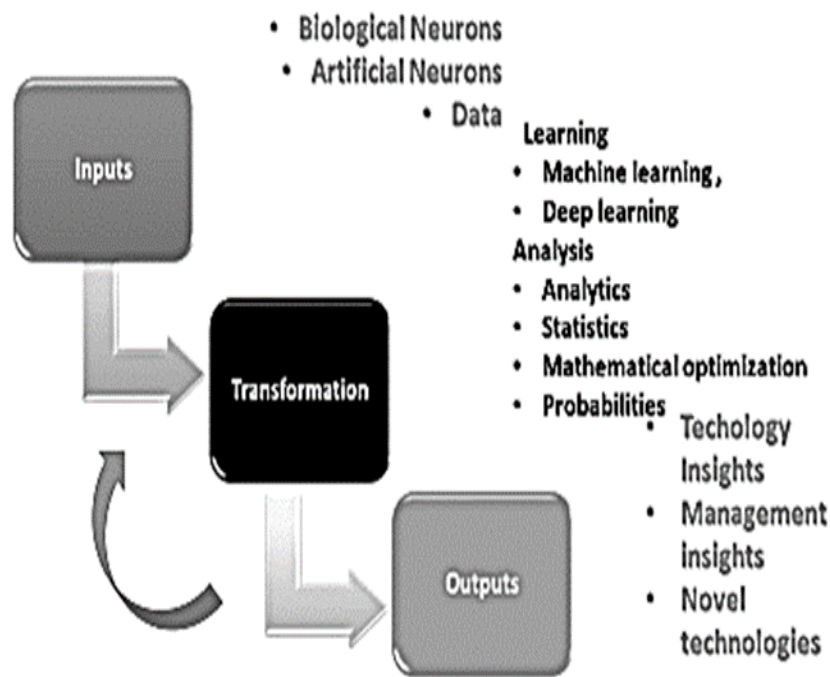 • Biological Neurons
• Artificial Neurons
• Data
Inputs
Learning
• Machine learning,
• Deep learning
Analysis
• Analytics
• Statistics
• Mathematical optimization
• Probabilities
Transformation
• Techology
Insights
• Management
insights
• Novel
technologies
Outputs